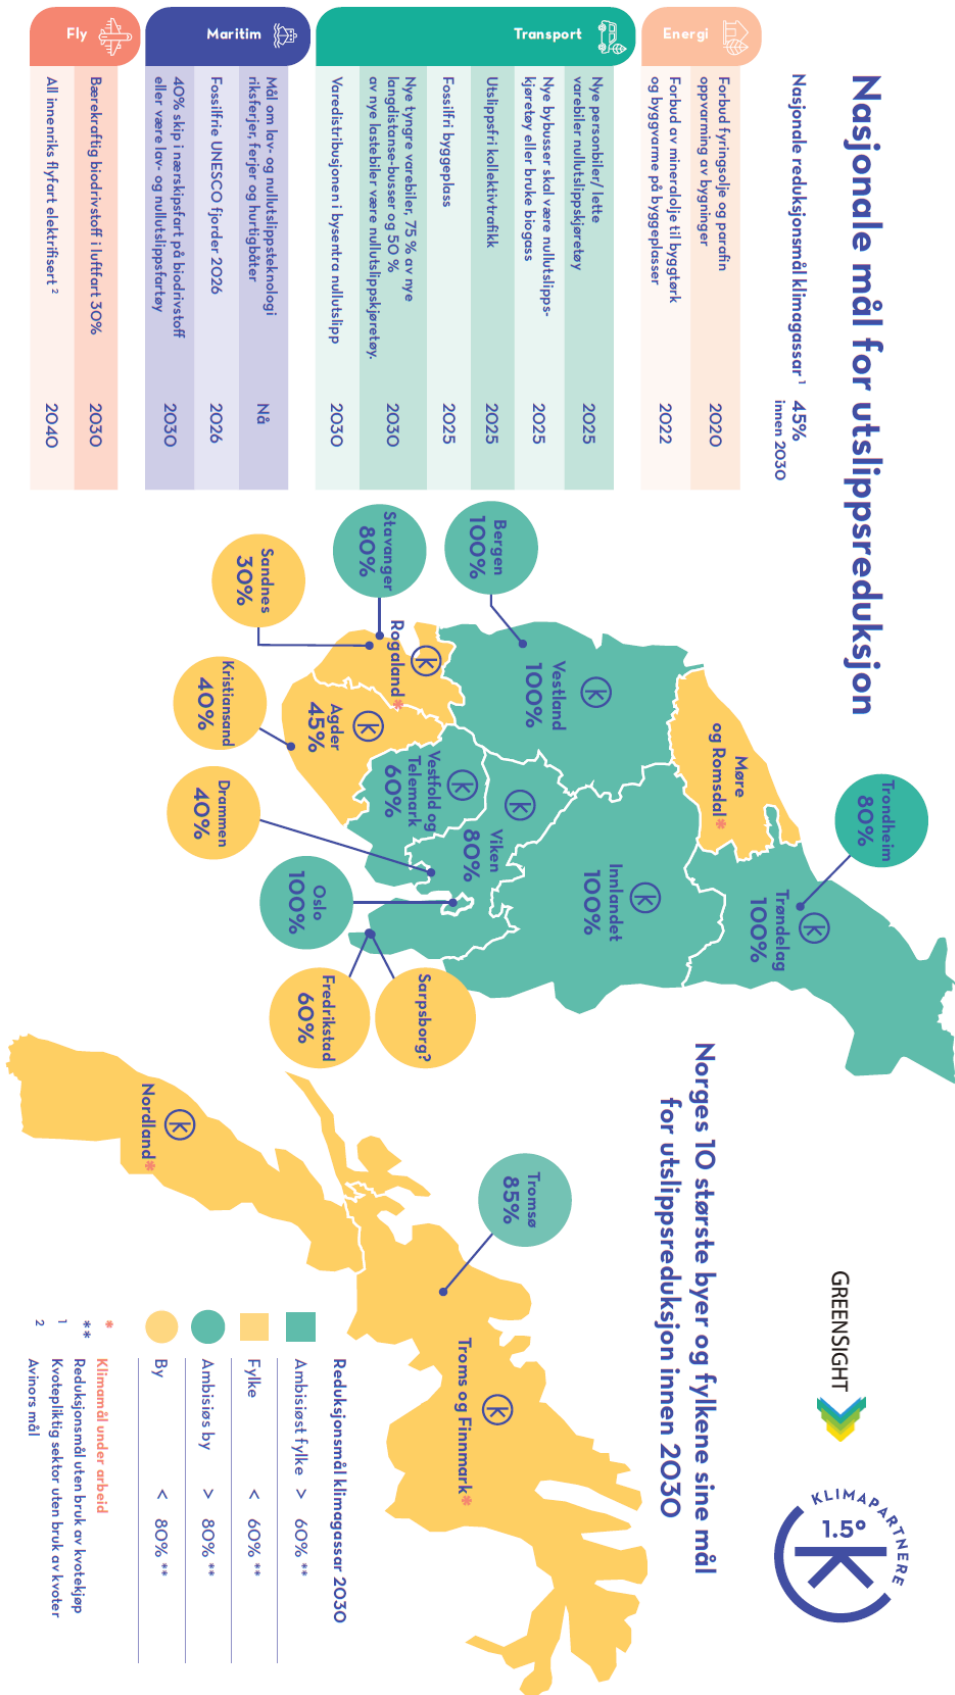 Nasjonale mål for utslippsreduksjon
Nasjonale reduksjonsmål klimagassar ¹ 45%
innen 2030
Energi
Forbud fyringsolje og parafin
oppvarming av bygninger
2020
Forbud av mineralolje til byggtørk
og byggvarme på byggeplasser
2022
Transport
Nye personbiler/ lette
varebiler nullutslippskjøretøy
2025
Nye bybusser skal være nullutslipps-
kjøretøy eller bruke biogass
2025
Utslippsfri kollektivtrafikk
2025
Fossilfri byggeplass
2025
Nye tyngre varebiler, 75 % av nye
langdistanse-busser og 50 %
av nye lastebiler være nullutslippskjøretøy.
2030
Varedistribusjonen i bysentra nullutslipp
2030
Maritim
Mål om lav- og nullutslippsteknologi
riksferjer, ferjer og hurtigbåter
Nå
Fossilfrie UNESCO fjorder 2026
2026
40% skip i nærskipsfart på biodrivstoff
eller være lav- og nullutslippsfartøy
2030
Fly
Bærekraftig biodrivstoff i luftfart 30%
2030
All innenriks flyfart elektrifisert ²
2040
Norges 10 største byer og fylkene sine mål
for utslippsreduksjon innen 2030
Trondheim
80%
Trøndelag
100%
Møre
og Romsdal*
Bergen
100%
Vestland
100%
Innlandet
100%
Viken
80%
Vestfold og
Telemark
60%
Stavanger
80%
Rogaland*
Sandnes
30%
Agder
45%
Kristiansand
40%
Drammen
40%
Oslo
100%
Sarpsborg?
Fredrikstad
60%
Nordland*
Tromsø
85%
Troms og Finnmark*
GREENSIGHT
KLIMAPARTNERE
1.5°
K
Reduksjonsmål klimagassar 2030
Ambisiøst fylke > 60% **
Fylke < 60% **
Ambisiøs by > 80% **
By < 80% **
* Klimamål under arbeid
** Reduksjonsmål uten bruk av kvotekjøp
1 Kvotepliktig sektor uten bruk av kvoter
2 Avinors mål